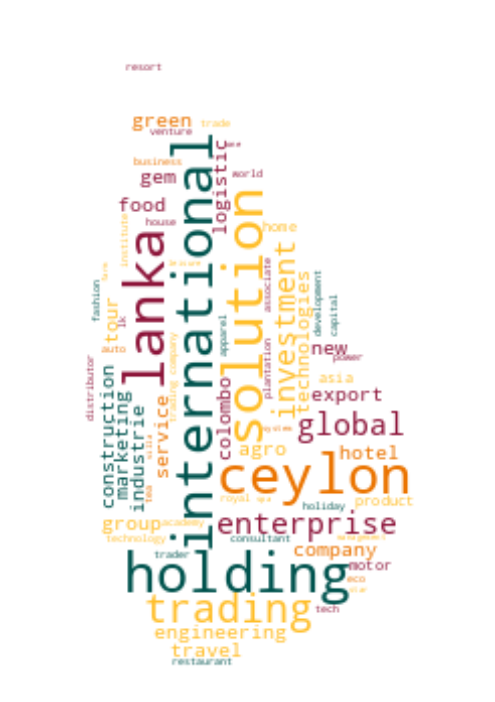 resort
green
trade
venture
international
logistic
business
gem
world
food
solution
house
institute
home
lanka
investment
associate
technologies
development
fashion
tour
lk
capital
apparel
auto
trading company
plantation
new
power
distributor
asia
construction
marketing
industrie
service
colombo
export
global
agro
hotel
ceylon
tea
royal
holiday
product
group
academy
enterprise
technology
consultant
company
trader
holding
motor
eco
trading
tech
engineering
travel
restaurant